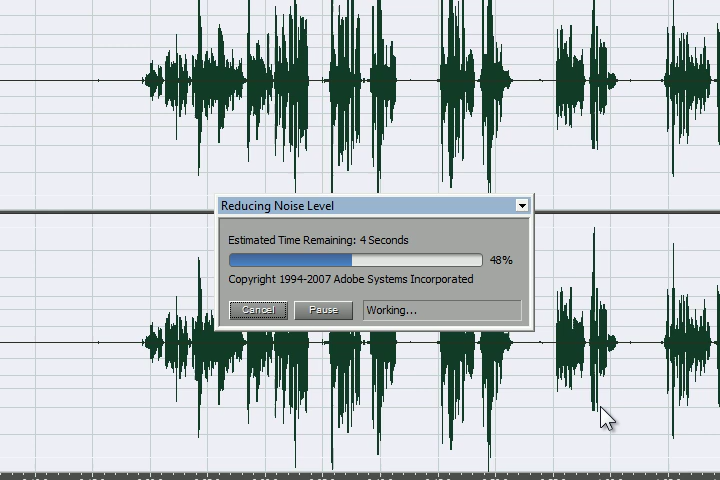 Reducing Noise Level
Estimated Time Remaining: 4 Seconds
48%
Copyright 1994-2007 Adobe Systems Incorporated
Cancel Pause Working...